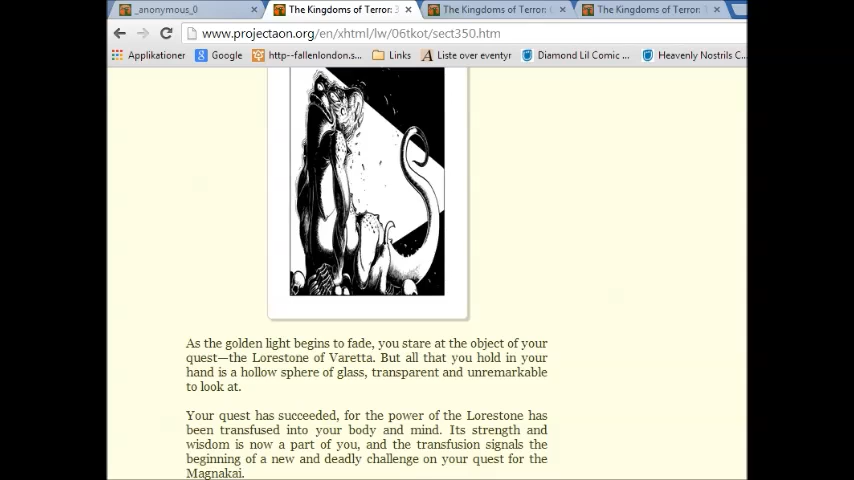 _anonymous_0
The Kingdoms of Terror: 3
The Kingdoms of Terror:
The Kingdoms of Terror:
www.projectaon.org/en/xhtml/lw/06tkot/sect350.htm
Applikationer
Google
http--fallenlondon.s...
Links
Liste over eventyr
Diamond Lil Comic ...
Heavenly Nostrils C
As the golden light begins to fade, you stare at the object of your
quest—the Lorestone of Varetta. But all that you hold in your
hand is a hollow sphere of glass, transparent and unremarkable
to look at.
Your quest has succeeded, for the power of the Lorestone has
been transfused into your body and mind. Its strength and
wisdom is now a part of you, and the transfusion signals the
beginning of a new and deadly challenge on your quest for the
Magnakai.